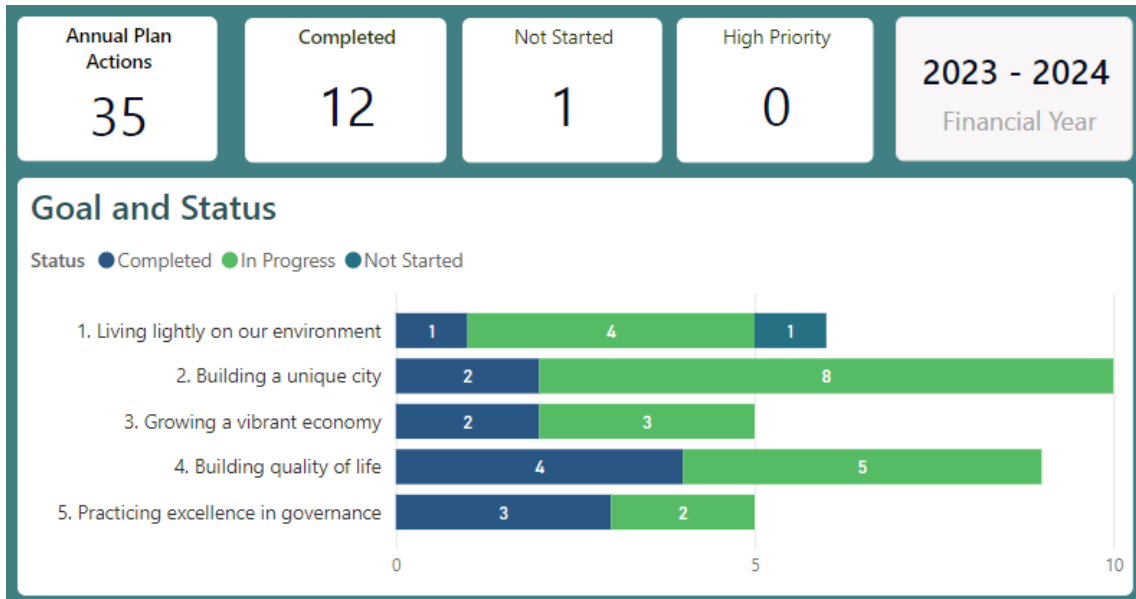 Annual Plan
Actions
35
Completed
12
Not Started
1
High Priority
0
2023 - 2024
Financial Year
Goal and Status
Status Completed In Progress Not Started
1. Living lightly on our environment 1 4 1
2. Building a unique city 2 8
3. Growing a vibrant economy 2 3
4. Building quality of life 4 5
5. Practicing excellence in governance 3 2
0 5 10